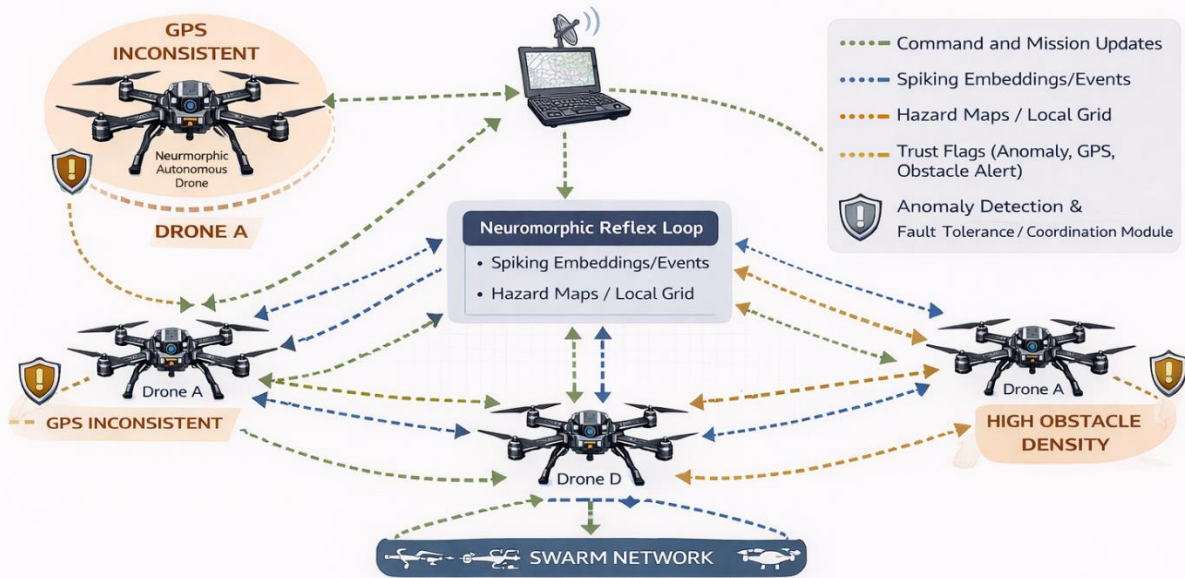 GPS
INCONSISTENT
Neurmorphic
Autonomous
Drone
DRONE A
Command and Mission Updates
Spiking Embeddings/Events
Hazard Maps / Local Grid
Trust Flags (Anomaly, GPS,
Obstacle Alert)
Anomaly Detection &
Fault Tolerance / Coordination Module
Neuromorphic Reflex Loop
• Spiking Embeddings/Events
• Hazard Maps / Local Grid
Drone A
GPS INCONSISTENT
Drone D
Drone A
HIGH OBSTACLE
DENSITY
SWARM NETWORK